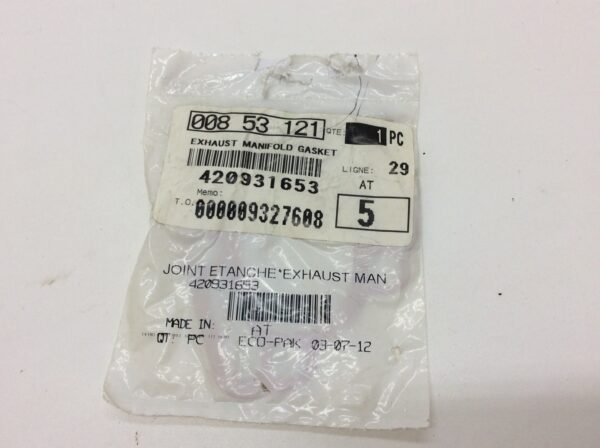 008 53 121 QTE: 1 PC
EXHAUST MANIFOLD GASKET
LIGNE: 29
420931653 AT
Memo:
T.O. 000009327608 5
JOINT ETANCHE*EXHAUST MAN
420931653
MADE IN: AT
QT: PC ECO-PAK 03-07-12